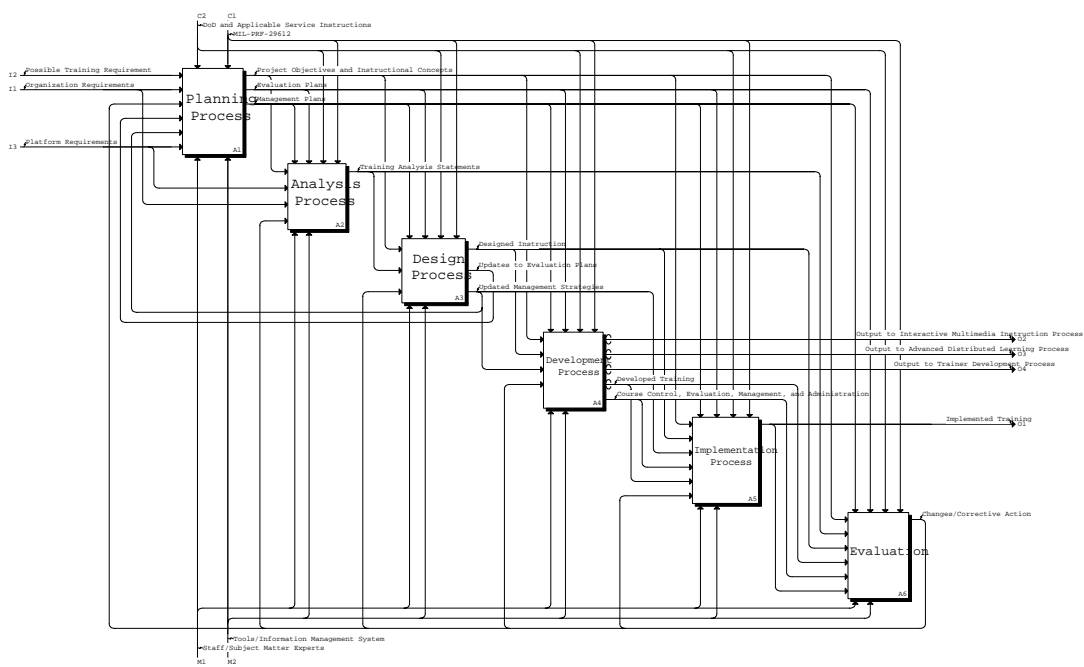 C2 C1
DoD and Applicable Service Instructions
MIL-PRF-29612
I2 Possible Training Requirement
Project Objectives and Instructional Concepts
I1 Organization Requirements
Evaluation Plans
Management Plans
Planning
Process
A1
I3 Platform Requirements
Training Analysis Statements
Analysis
Process
A2
Designed Instruction
Design
Process
A3
Updates to Evaluation Plans
Updated Management Strategies
Output to Interactive Multimedia Instruction Process
O2
Output to Advanced Distributed Learning Process
O3
Output to Trainer Development Process
O4
Development
Process
A4
Developed Training
Course Control, Evaluation, Management, and Administration
Implemented Training
O1
Implementation
Process
A5
Changes/Corrective Action
Evaluation
A6
Tools/Information Management System
Staff/Subject Matter Experts
M1 M2